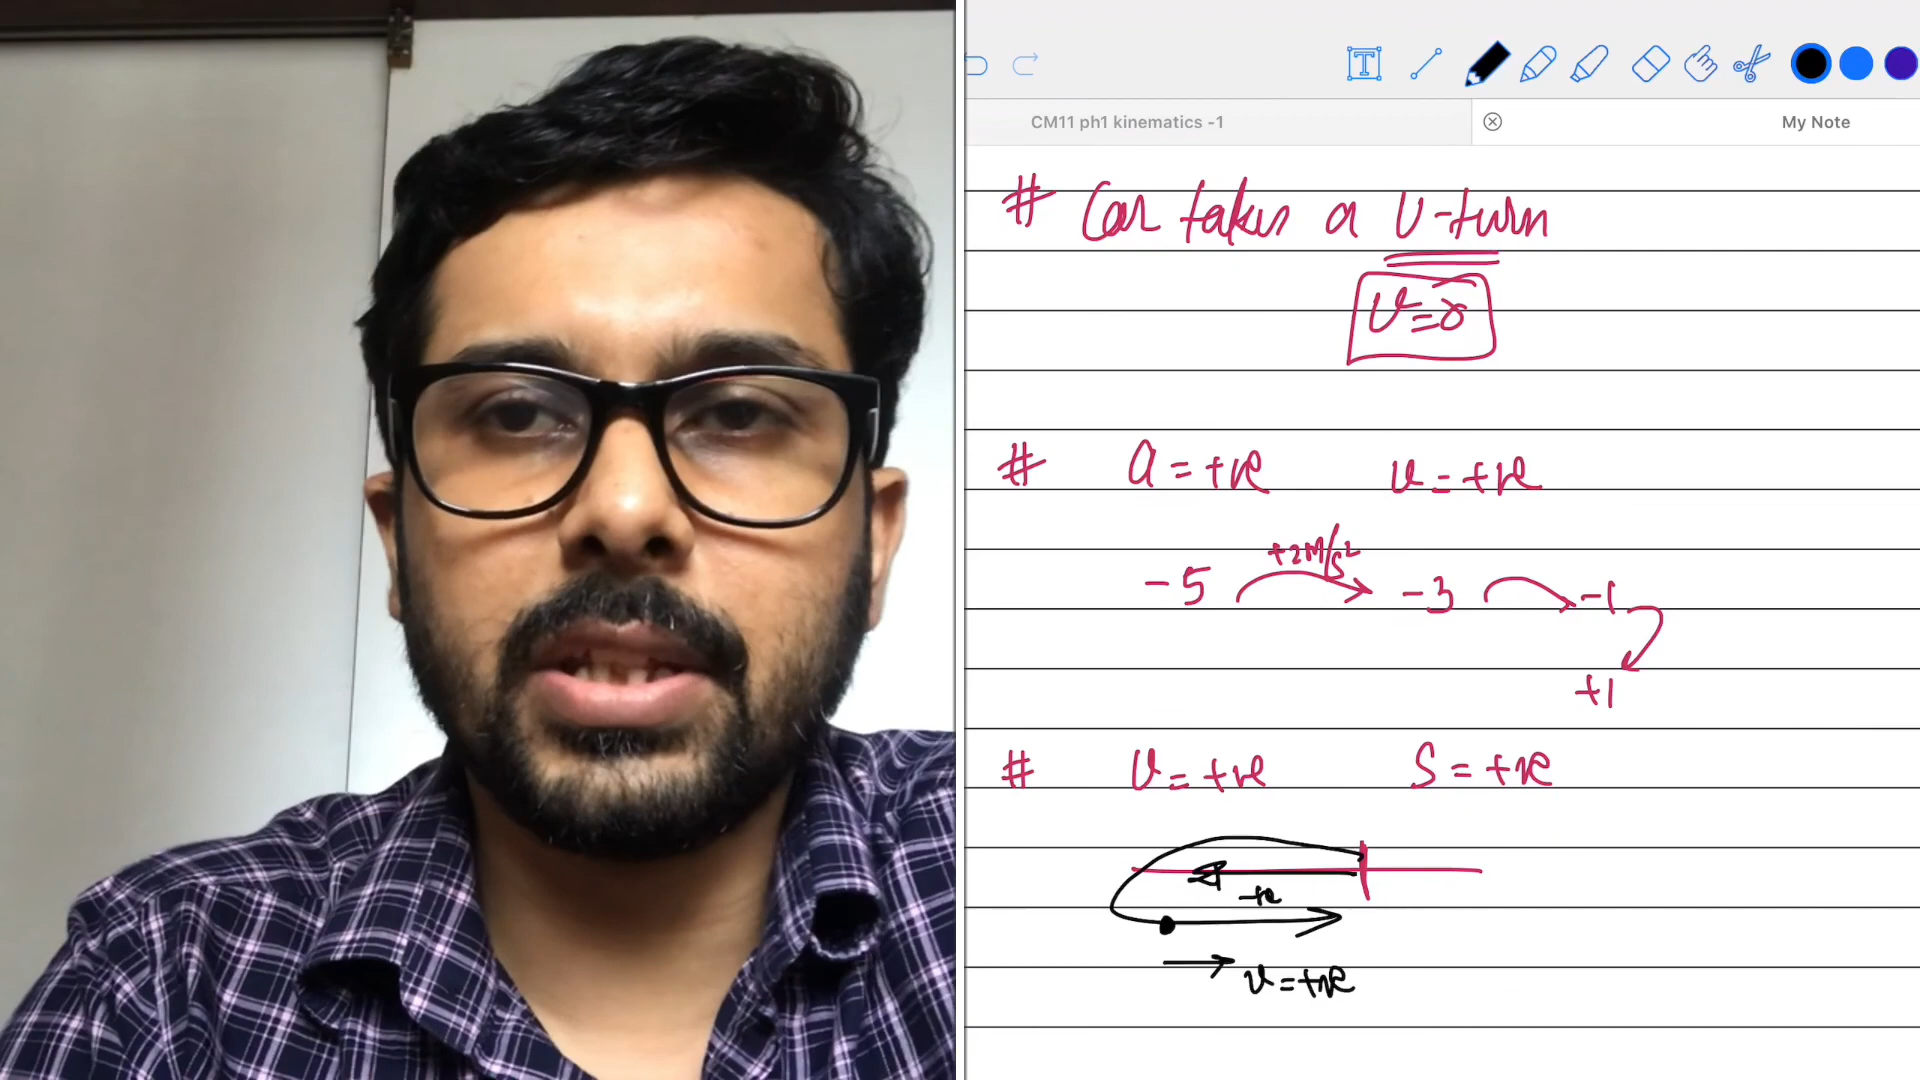 CM11 ph1 kinematics -1
My Note
# Car takes a U-turn
v=0
# a=+ve v=+ve
+2m/s²
-5 -3 -1
+1
# v=+ve s=+ve
-ve
v=+ve